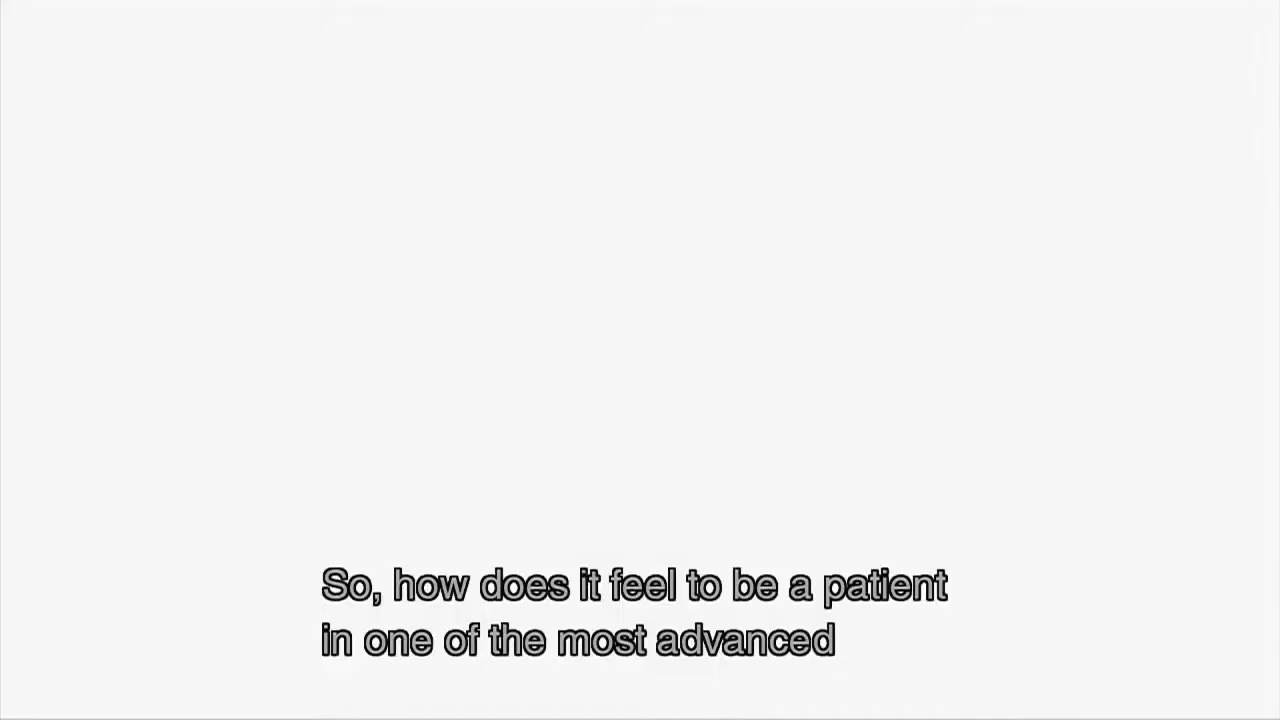 So, how does it feel to be a patient
in one of the most advanced